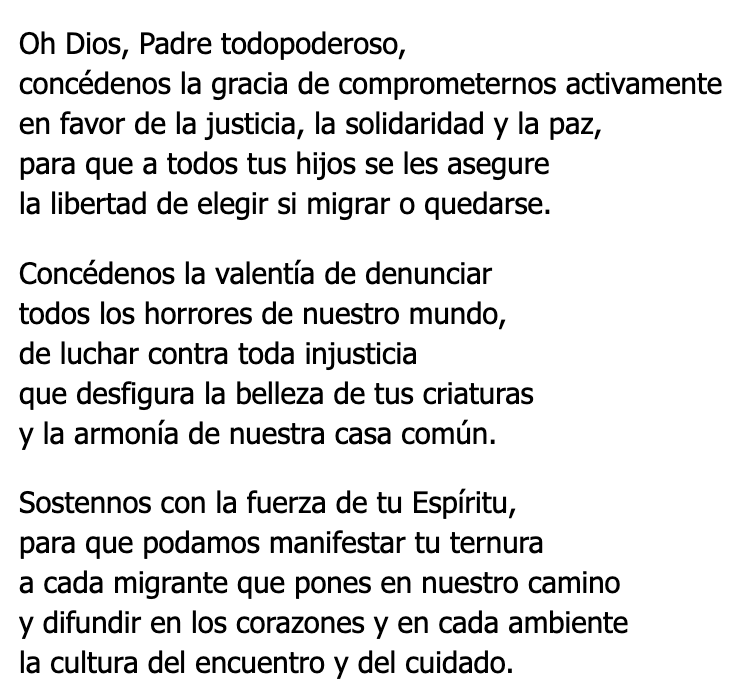 Oh Dios, Padre todopoderoso,
concédenos la gracia de comprometernos activamente
en favor de la justicia, la solidaridad y la paz,
para que a todos tus hijos se les asegure
la libertad de elegir si migrar o quedarse.
Concédenos la valentía de denunciar
todos los horrores de nuestro mundo,
de luchar contra toda injusticia
que desfigura la belleza de tus criaturas
y la armonía de nuestra casa común.
Sostennos con la fuerza de tu Espíritu,
para que podamos manifestar tu ternura
a cada migrante que pones en nuestro camino
y difundir en los corazones y en cada ambiente
la cultura del encuentro y del cuidado.